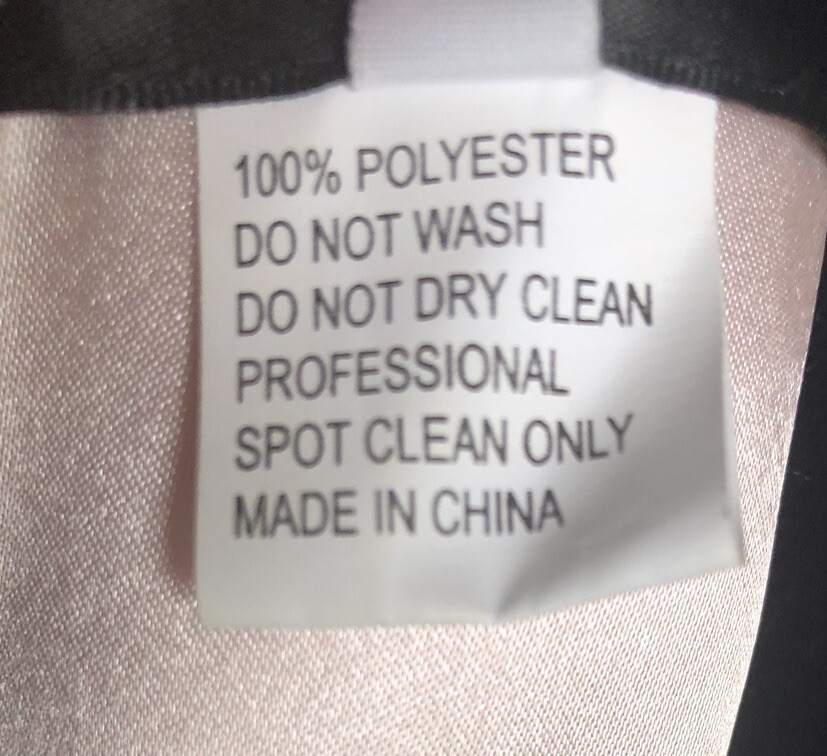 100% POLYESTER
DO NOT WASH
DO NOT DRY CLEAN
PROFESSIONAL
SPOT CLEAN ONLY
MADE IN CHINA